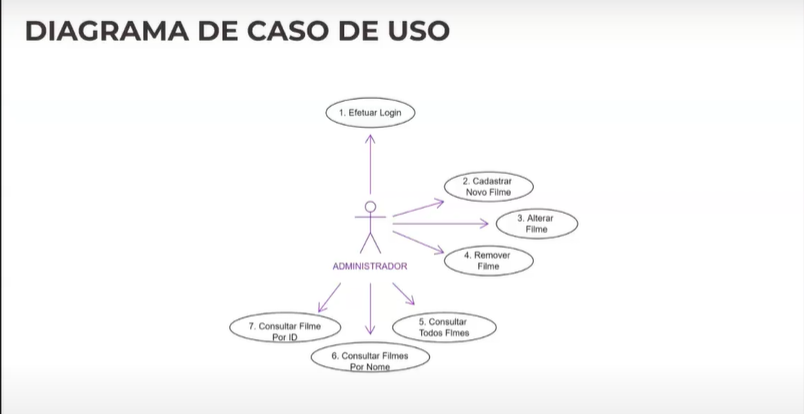 DIAGRAMA DE CASO DE USO
1. Efetuar Login
2. Cadastrar
Novo Filme
3. Alterar
Filme
4. Remover
Filme
ADMINISTRADOR
5. Consultar
Todos Flmes
7. Consultar Filme
Por ID
6. Consultar Filmes
Por Nome